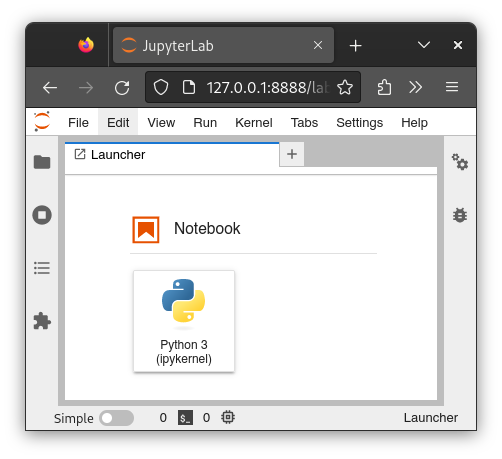 JupyterLab
127.0.0.1:8888/lab
File Edit View Run Kernel Tabs Settings Help
Launcher
Notebook
Python 3
(ipykernel)
Simple 0 $_ 0 Launcher